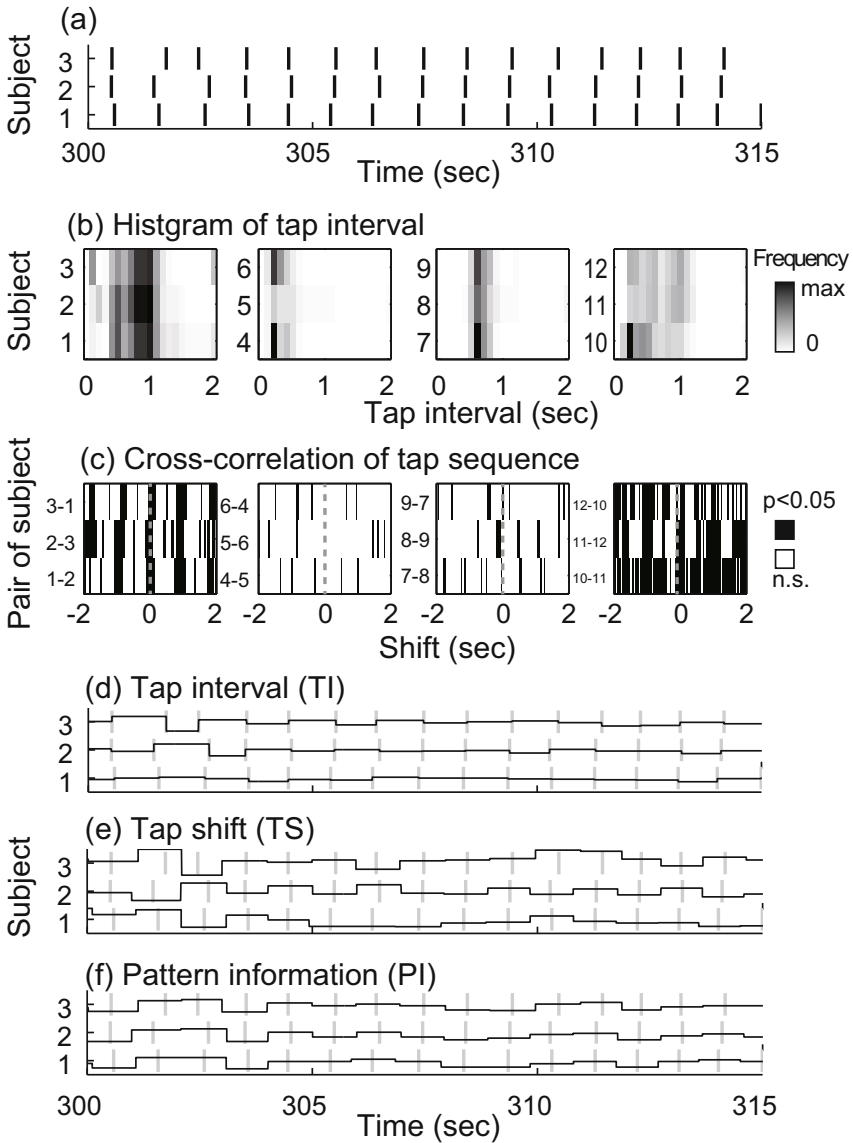 (a)
Subject
3
2
1
300 305 310 315
Time (sec)
(b) Histgram of tap interval
Subject
3 6 9 12
2 5 8 11
1 4 7 10
Frequency
max
0
0 1 2 0 1 2 0 1 2 0 1 2
Tap interval (sec)
(c) Cross-correlation of tap sequence
Pair of subject
3-1 6-4 9-7 12-10
2-3 5-6 8-9 11-12
1-2 4-5 7-8 10-11
p<0.05
n.s.
-2 0 2 -2 0 2 -2 0 2 -2 0 2
Shift (sec)
(d) Tap interval (TI)
3
2
1
(e) Tap shift (TS)
Subject
3
2
1
(f) Pattern information (PI)
3
2
1
300 305 310 315
Time (sec)